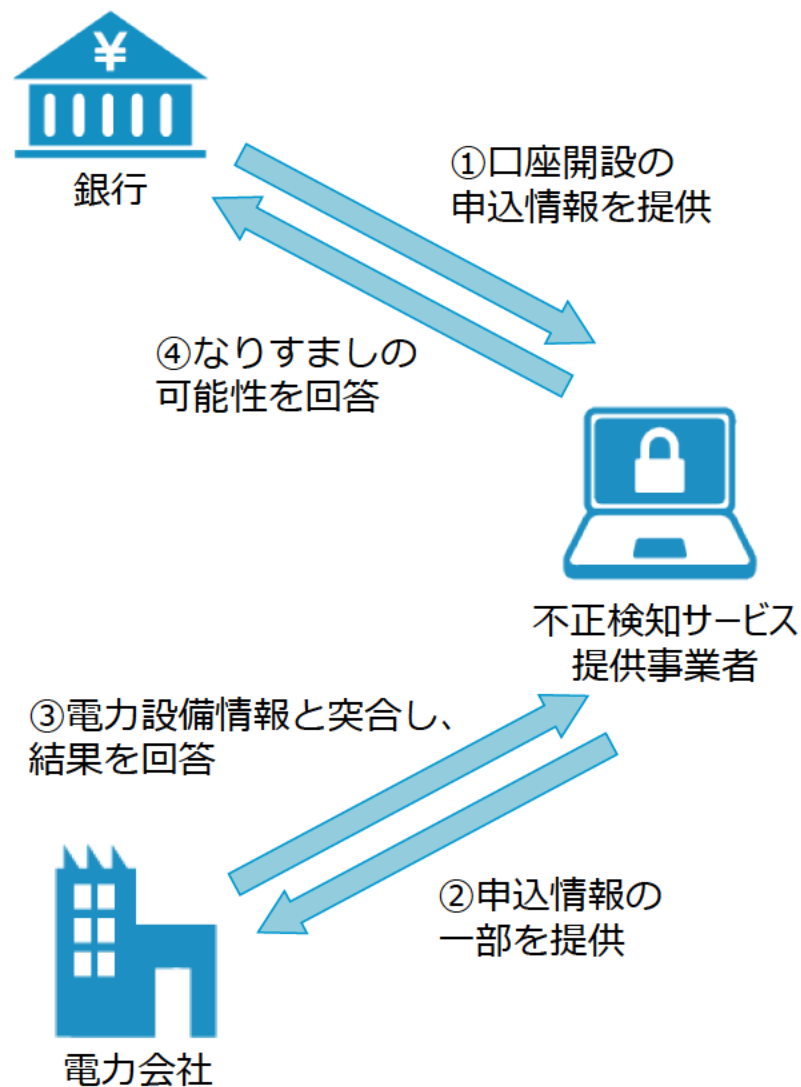 ¥
銀行
①口座開設の
申込情報を提供
④なりすましの
可能性を回答
不正検知サービス
提供事業者
③電力設備情報と突合し、
結果を回答
②申込情報の
一部を提供
電力会社